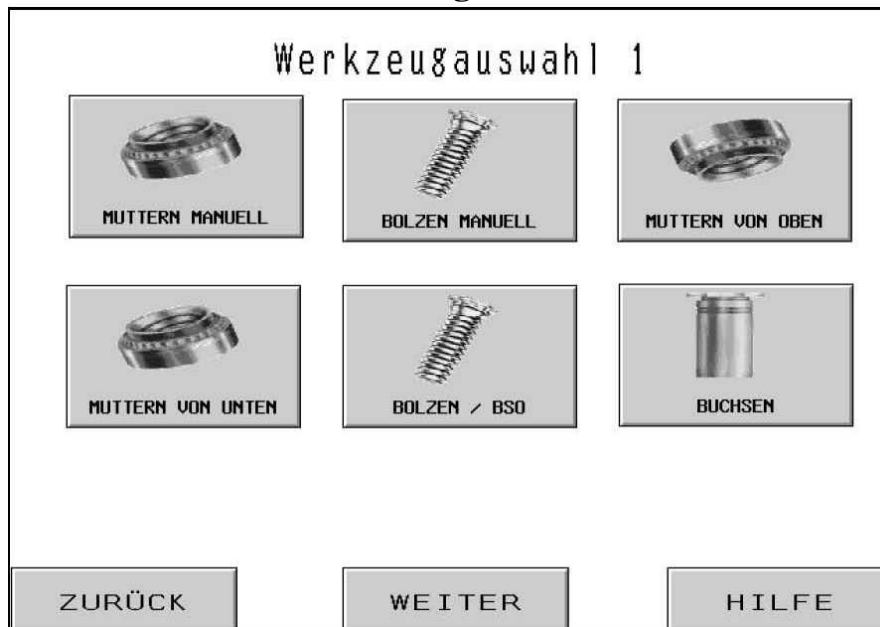 Werkzeugauswahl 1
MUTTERN MANUELL
BOLZEN MANUELL
MUTTERN VON OBEN
MUTTERN VON UNTEN
BOLZEN / BSO
BUCHSEN
ZURÜCK
WEITER
HILFE